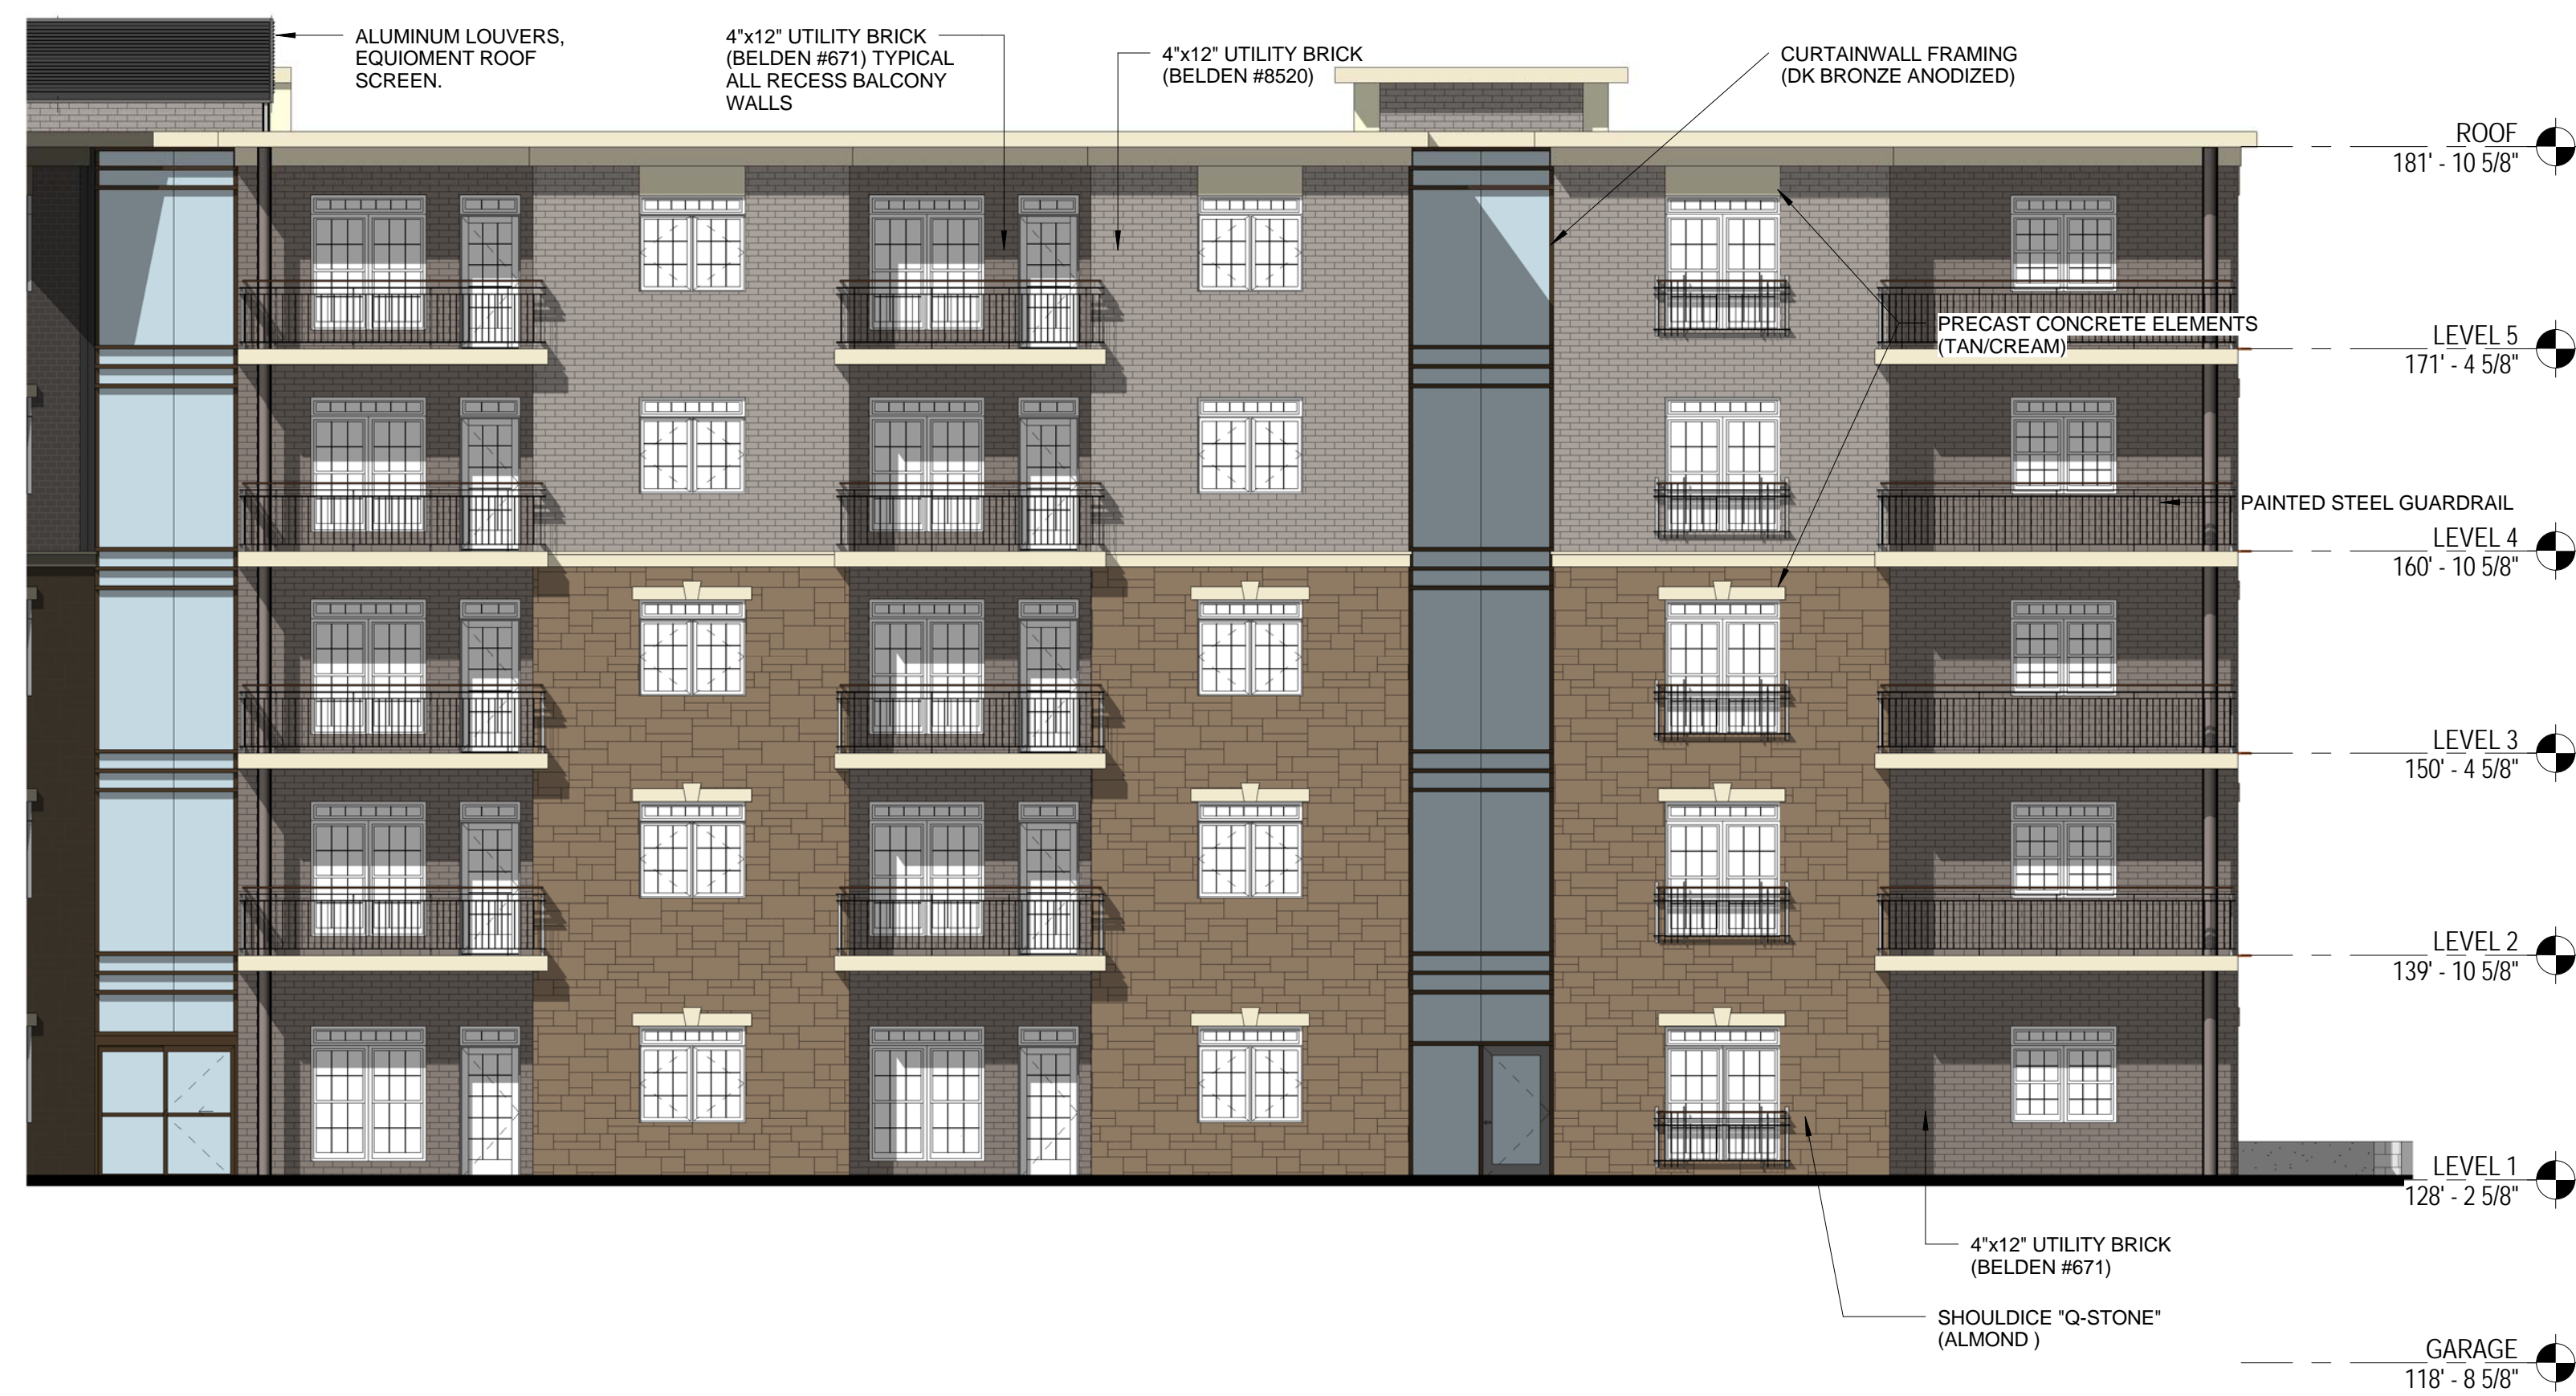 ALUMINUM LOUVERS,
EQUIOMENT ROOF
SCREEN.
4"x12" UTILITY BRICK
(BELDEN #671) TYPICAL
ALL RECESS BALCONY
WALLS
4"x12" UTILITY BRICK
(BELDEN #8520)
CURTAINWALL FRAMING
(DK BRONZE ANODIZED)
ROOF
181' - 10 5/8"
PRECAST CONCRETE ELEMENTS
(TAN/CREAM)
LEVEL 5
171' - 4 5/8"
PAINTED STEEL GUARDRAIL
LEVEL 4
160' - 10 5/8"
LEVEL 3
150' - 4 5/8"
LEVEL 2
139' - 10 5/8"
LEVEL 1
128' - 2 5/8"
4"x12" UTILITY BRICK
(BELDEN #671)
SHOULDICE "Q-STONE"
(ALMOND )
GARAGE
118' - 8 5/8"